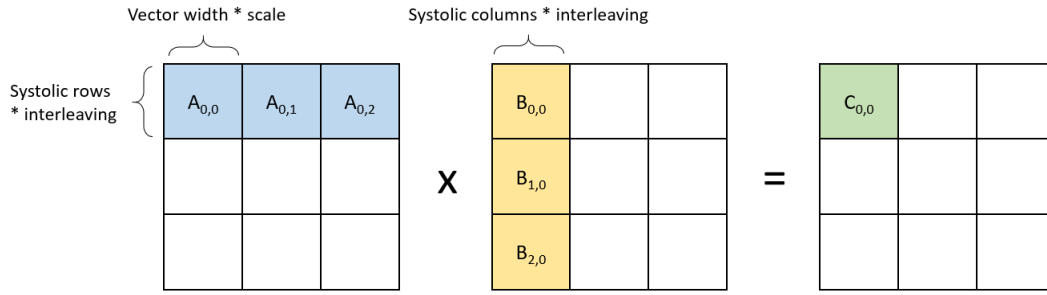 Vector width * scale
Systolic columns * interleaving
Systolic rows
* interleaving
A0,0 A0,1 A0,2
B0,0
C0,0
x
=
B1,0
B2,0